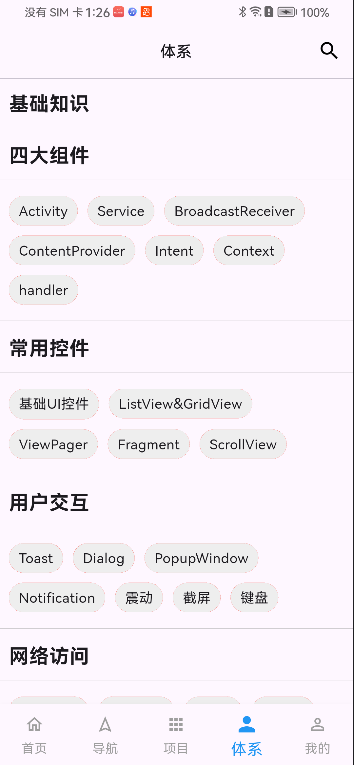 没有 SIM 卡 1:26 100%
体系
基础知识
四大组件
Activity Service BroadcastReceiver
ContentProvider Intent Context
handler
常用控件
基础UI控件 ListView&GridView
ViewPager Fragment ScrollView
用户交互
Toast Dialog PopupWindow
Notification 震动 截屏 键盘
网络访问
首页 导航 项目 体系 我的